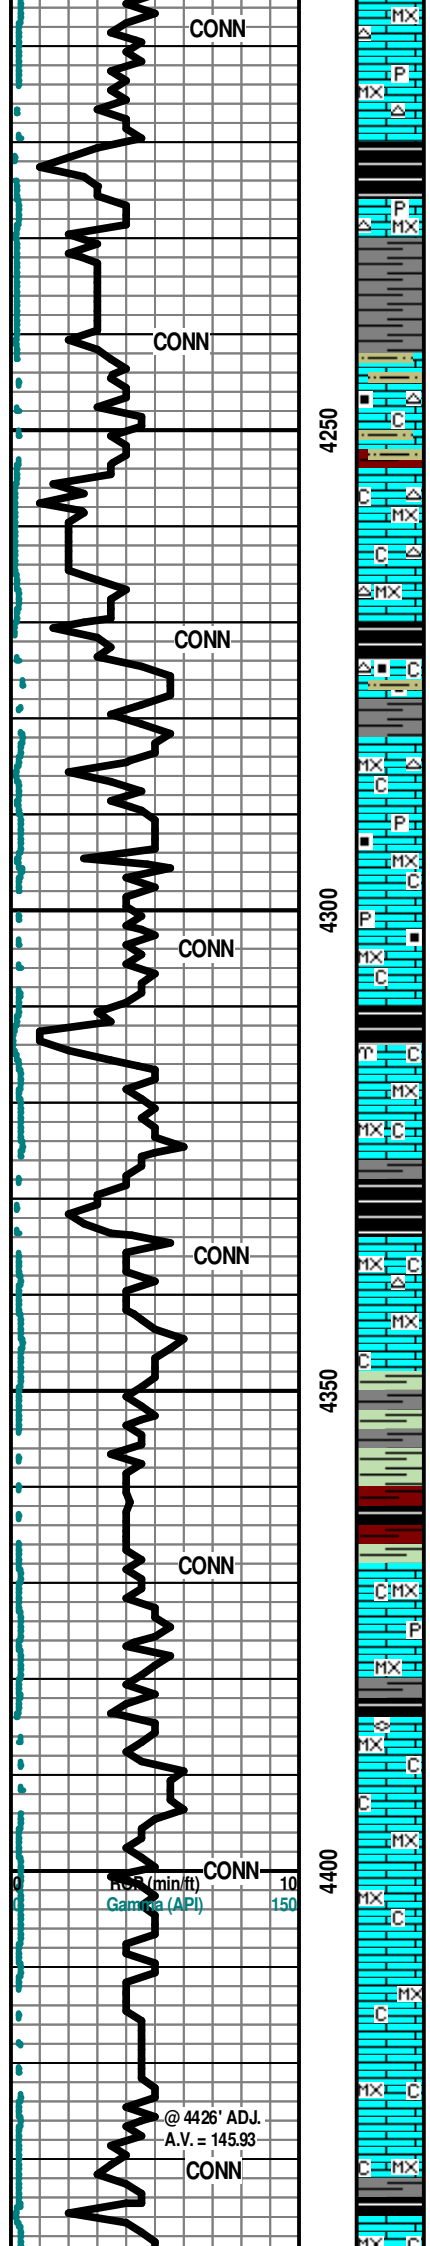 MX
CONN
P
MX
P
MX
CONN
C
4250
C
MX
C
MX
CONN
C
MX
C
P
MX
C
4300
P
CONN
MX
C
C
MX
MX C
CONN
MX C
MX
C
4350
CONN
C MX
P
MX
MX
C
C
MX
4400
CONN
0 ROP (min/ft) 10
0 Gamma (API) 150
MX
C
MX
C
MX C
@ 4426' ADJ.
A.V. = 145.93
CONN
C MX
MX C